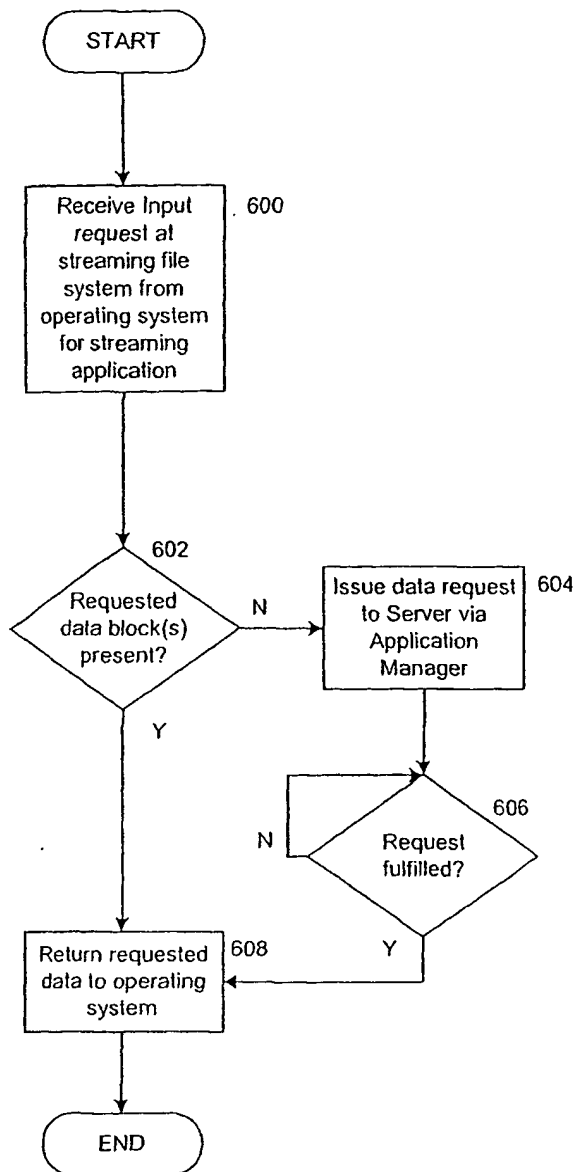 START
Receive Input
request at
streaming file
system from
operating system
for streaming
application
600
602
Requested
data block(s)
present?
N
Y
Issue data request
to Server via
Application
Manager
604
606
Request
fulfilled?
N
Y
Return requested
data to operating
system
608
END